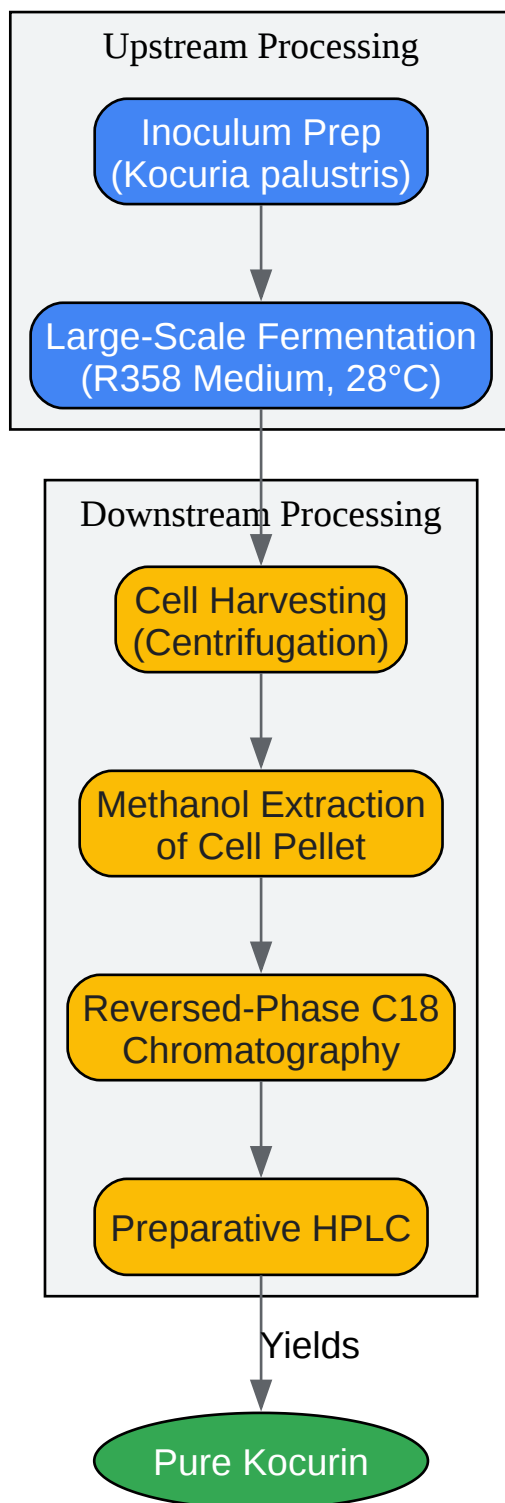 Upstream Processing
Inoculum Prep
(Kocuria palustris)
Large-Scale Fermentation
(R358 Medium, 28°C)
Downstream Processing
Cell Harvesting
(Centrifugation)
Methanol Extraction
of Cell Pellet
Reversed-Phase C18
Chromatography
Preparative HPLC
Yields
Pure Kocurin